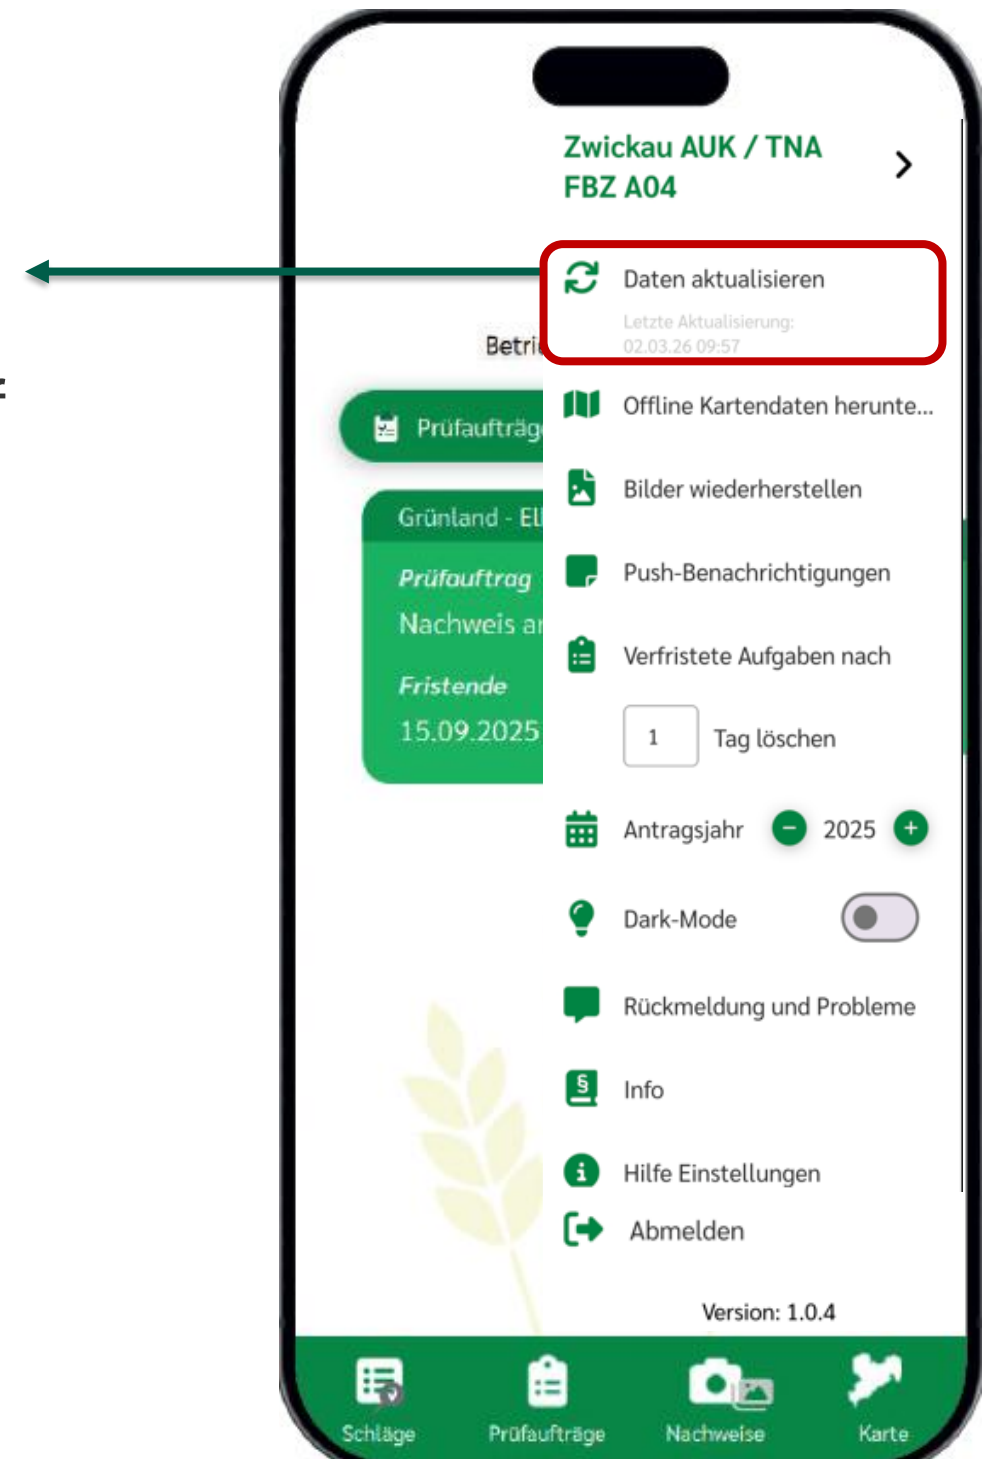 Zwickau AUK / TNA
FBZ A04
Daten aktualisieren
Letzte Aktualisierung:
02.03.26 09:57
Offline Kartendaten herunte...
Bilder wiederherstellen
Push-Benachrichtigungen
Verfristete Aufgaben nach
1 Tag löschen
Antragsjahr - 2025 +
Dark-Mode
Rückmeldung und Probleme
§ Info
i Hilfe Einstellungen
Abmelden
Version: 1.0.4
Betri
Prüfaufträg
Grünland - El
Prüfauftrag
Nachweis a
Fristende
15.09.2025
Schläge Prüfaufträge Nachweise Karte